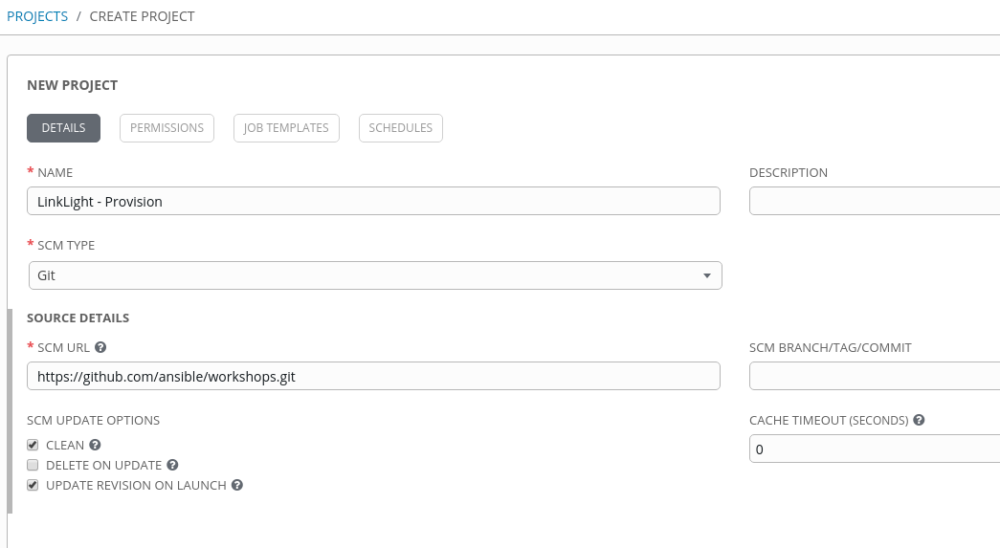 PROJECTS / CREATE PROJECT
NEW PROJECT
DETAILS PERMISSIONS JOB TEMPLATES SCHEDULES
* NAME DESCRIPTION
LinkLight - Provision
* SCM TYPE
Git
SOURCE DETAILS
* SCM URL ? SCM BRANCH/TAG/COMMIT
https://github.com/ansible/workshops.git
SCM UPDATE OPTIONS CACHE TIMEOUT (SECONDS) ?
CLEAN ? 0
DELETE ON UPDATE ?
UPDATE REVISION ON LAUNCH ?